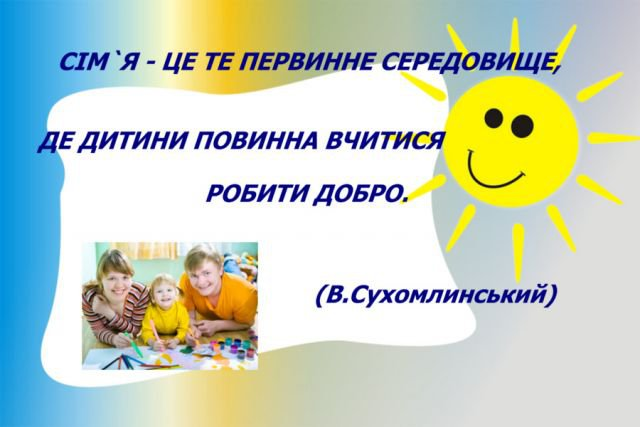 СІМ`Я - ЦЕ ТЕ ПЕРВИННЕ СЕРЕДОВИЩЕ,
ДЕ ДИТИНИ ПОВИННА ВЧИТИСЯ
РОБИТИ ДОБРО.
(В.Сухомлинський)